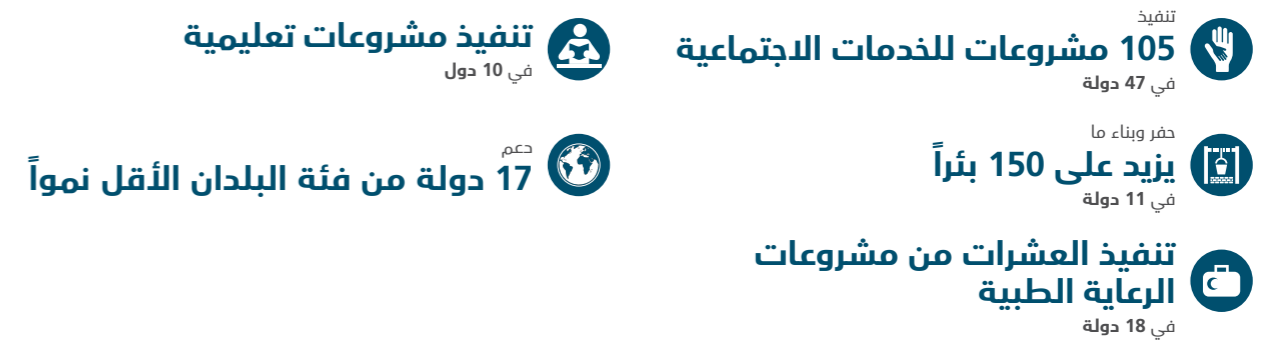 تنفيذ
105 مشروعات للخدمات الاجتماعية
في 47 دولة
حفر وبناء ما
يزيد على 150 بئراً
في 11 دولة
تنفيذ العشرات من مشروعات
الرعاية الطبية
في 18 دولة
تنفيذ مشروعات تعليمية
في 10 دول
دعم
17 دولة من فئة البلدان الأقل نمواً